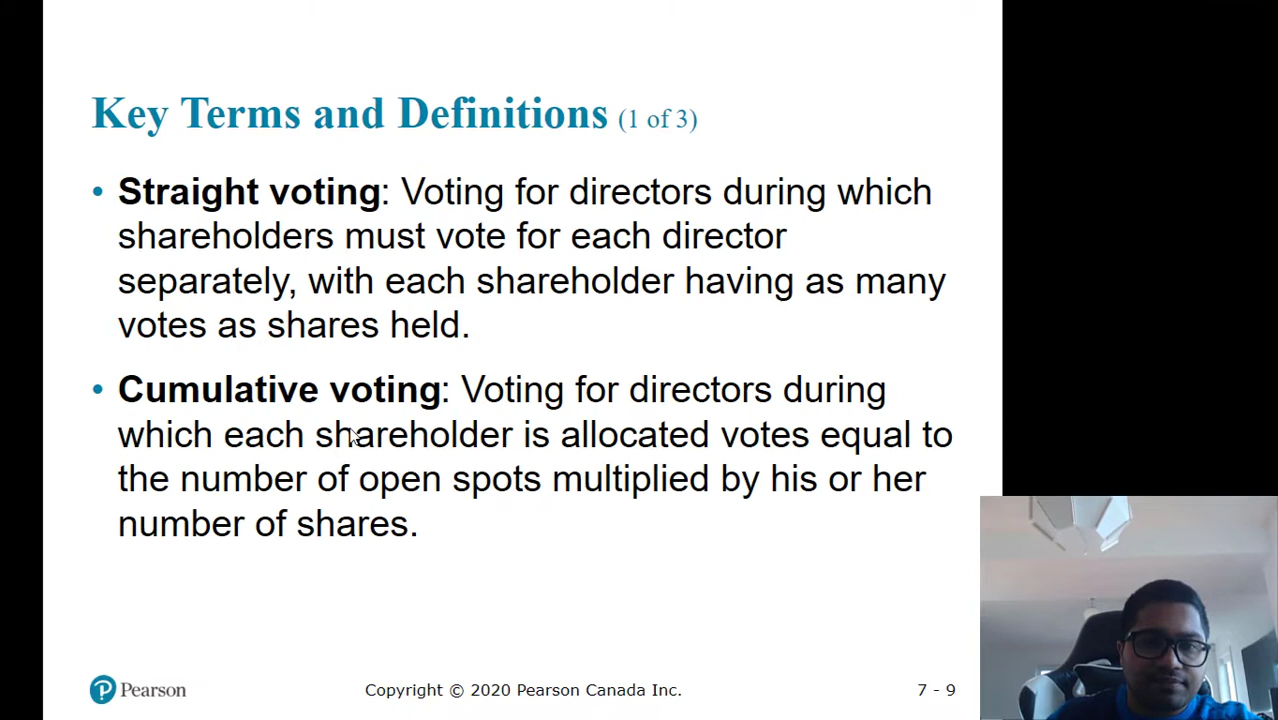 Key Terms and Definitions (1 of 3)
• Straight voting: Voting for directors during which
shareholders must vote for each director
separately, with each shareholder having as many
votes as shares held.
• Cumulative voting: Voting for directors during
which each shareholder is allocated votes equal to
the number of open spots multiplied by his or her
number of shares.
Pearson
Copyright © 2020 Pearson Canada Inc.
7 - 9